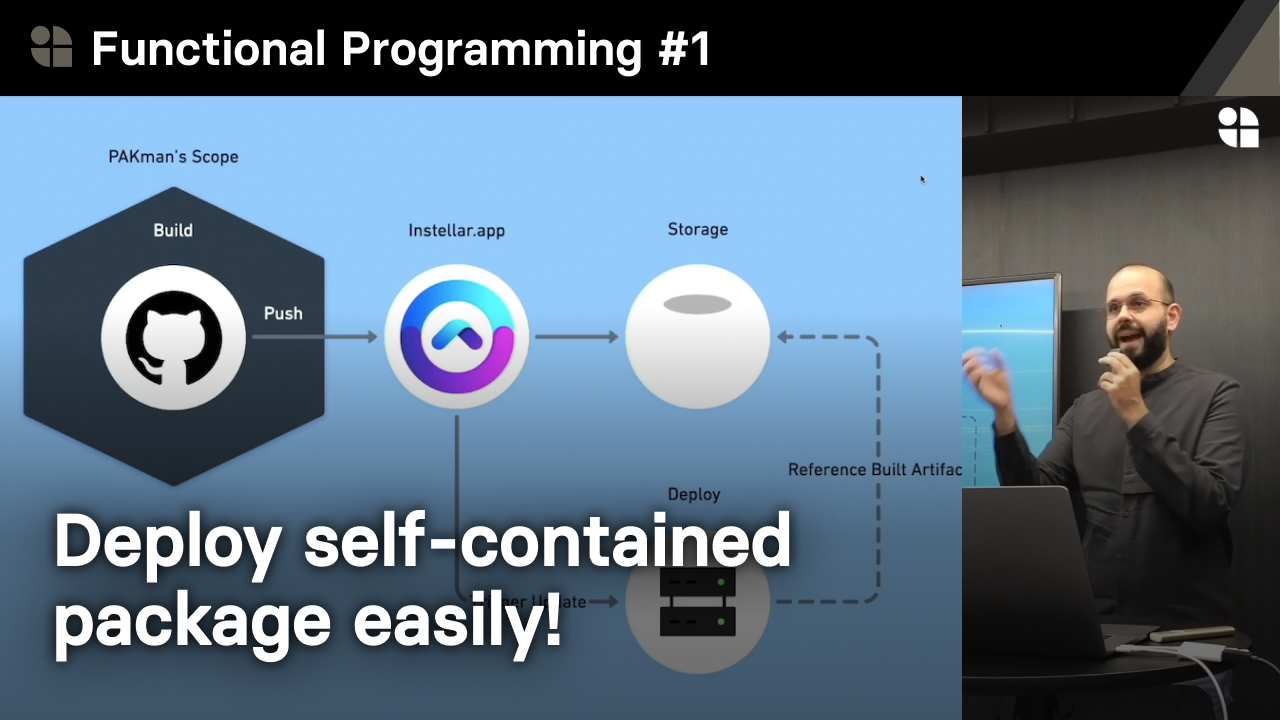 Functional Programming #1
PAKman's Scope
Build
Instellar.app
Storage
Push
Reference Built Artifac
Deploy
Deploy self-contained
package easily!
Trigger Update